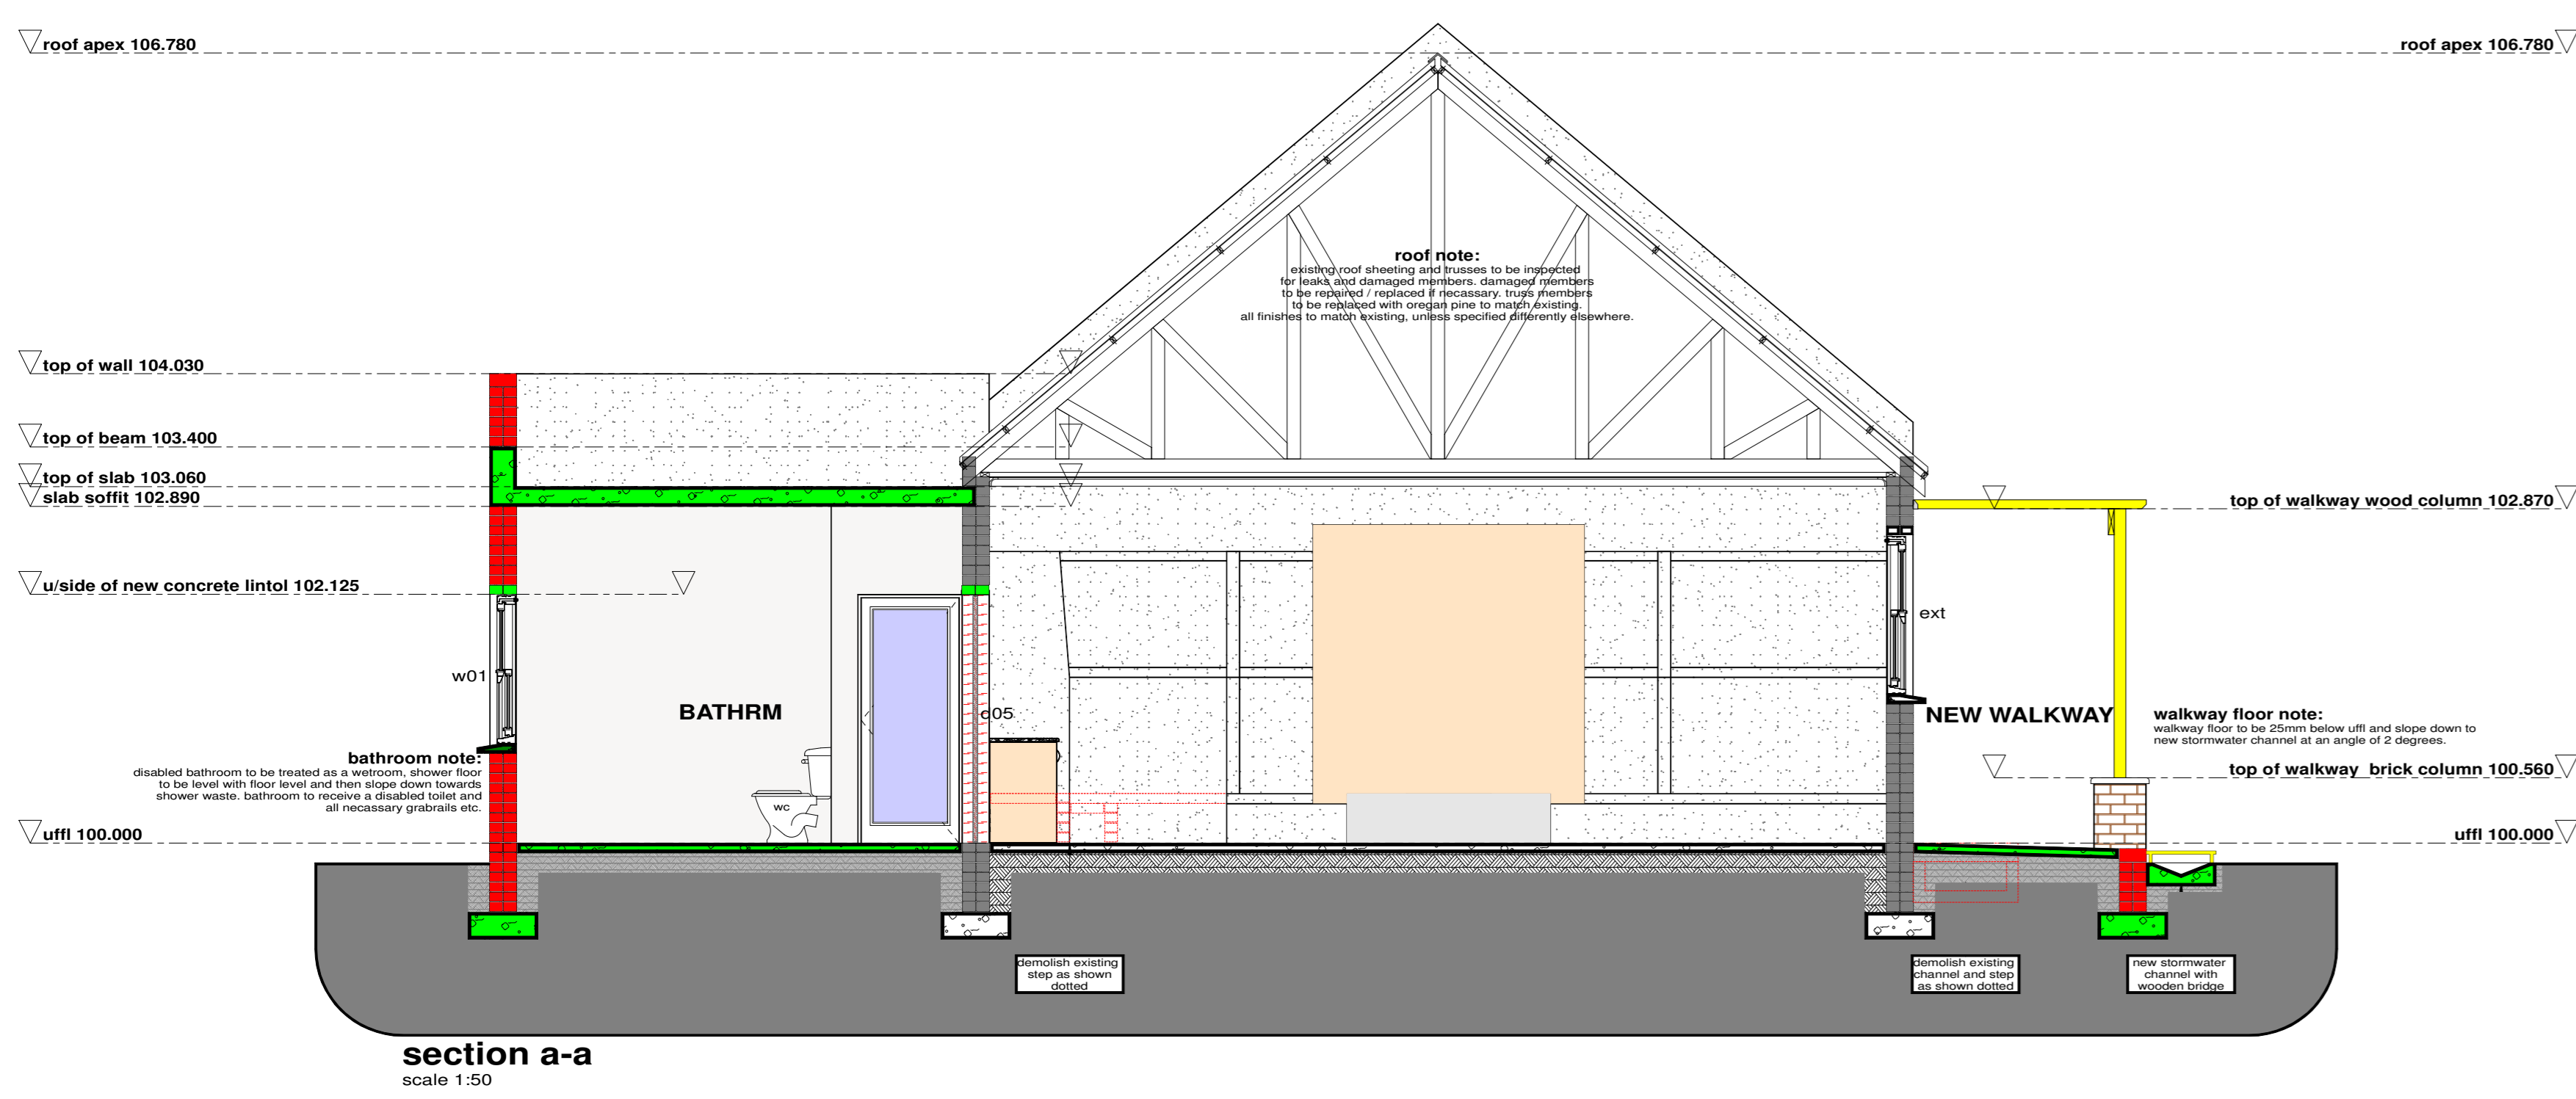 roof apex 106.780
roof apex 106.780
roof note:
existing roof sheeting and trusses to be inspected
for leaks and damaged members. damaged members
to be repaired / replaced if necassary. truss members
to be replaced with oregan pine to match existing.
all finishes to match existing, unless specified differently elsewhere.
top of wall 104.030
top of beam 103.400
top of slab 103.060
slab soffit 102.890
top of walkway wood column 102.870
u/side of new concrete lintol 102.125
ext
w01
BATHRM
d05
NEW WALKWAY
walkway floor note:
walkway floor to be 25mm below uffl and slope down to
new stormwater channel at an angle of 2 degrees.
bathroom note:
disabled bathroom to be treated as a wetroom, shower floor
to be level with floor level and then slope down towards
shower waste. bathroom to receive a disabled toilet and
all necassary grabrails etc.
wc
top of walkway brick column 100.560
uffl 100.000
uffl 100.000
demolish existing
step as shown
dotted
demolish existing
channel and step
as shown dotted
new stormwater
channel with
wooden bridge
section a-a
scale 1:50